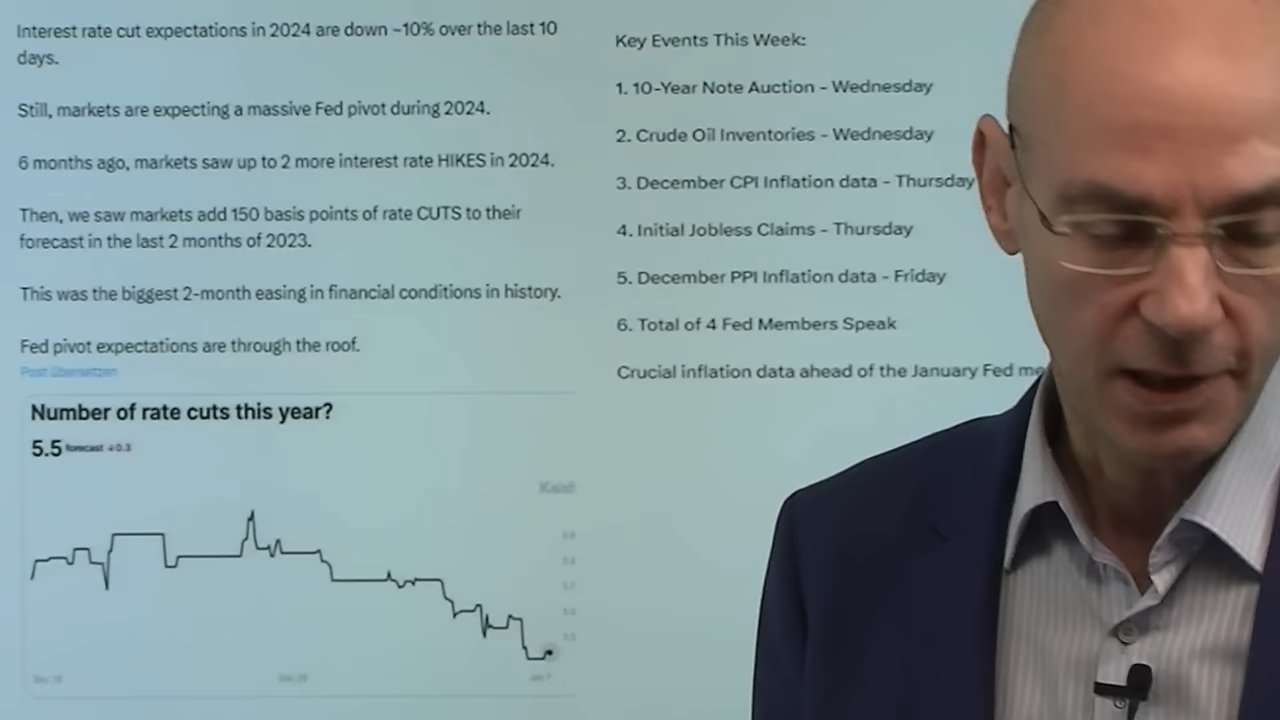 Interest rate cut expectations in 2024 are down ~10% over the last 10
days.
Still, markets are expecting a massive Fed pivot during 2024.
6 months ago, markets saw up to 2 more interest rate HIKES in 2024.
Then, we saw markets add 150 basis points of rate CUTS to their
forecast in the last 2 months of 2023.
This was the biggest 2-month easing in financial conditions in history.
Fed pivot expectations are through the roof.
Post übersetzen
Number of rate cuts this year?
5.5 forecast
Key Events This Week:
1. 10-Year Note Auction - Wednesday
2. Crude Oil Inventories - Wednesday
3. December CPI Inflation data - Thursday
4. Initial Jobless Claims - Thursday
5. December PPI Inflation data - Friday
6. Total of 4 Fed Members Speak
Crucial inflation data ahead of the January Fed me